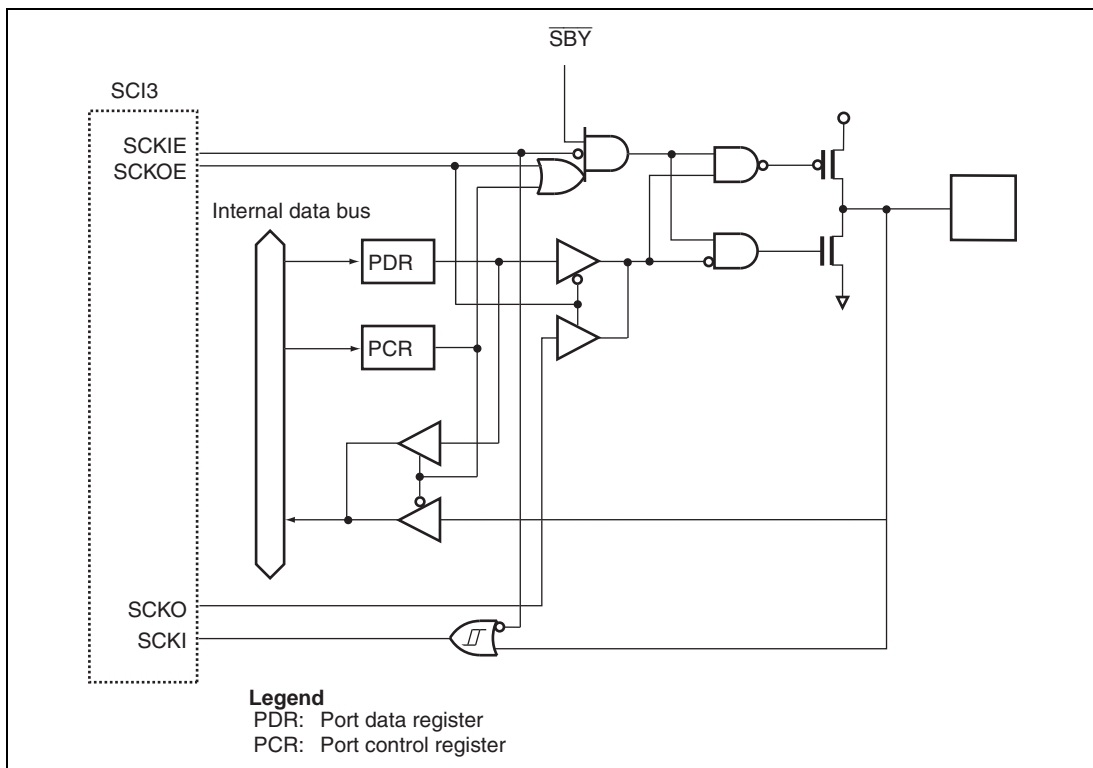 SBY
SCI3
SCKIE
SCKOE
Internal data bus
PDR
PCR
SCKO
SCKI
Legend
PDR: Port data register
PCR: Port control register